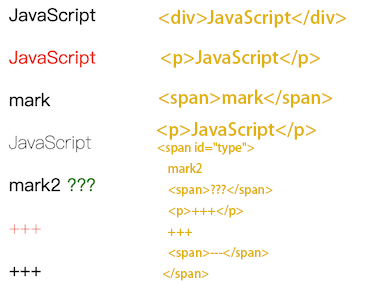 JavaScript <div>JavaScript</div>
JavaScript <p>JavaScript</p>
mark <span>mark</span>
JavaScript <p>JavaScript</p>
<span id="type">
mark2
mark2 ??? <span>???</span>
<p>+++</p>
+++ +++
<span>---</span>
+++ </span>